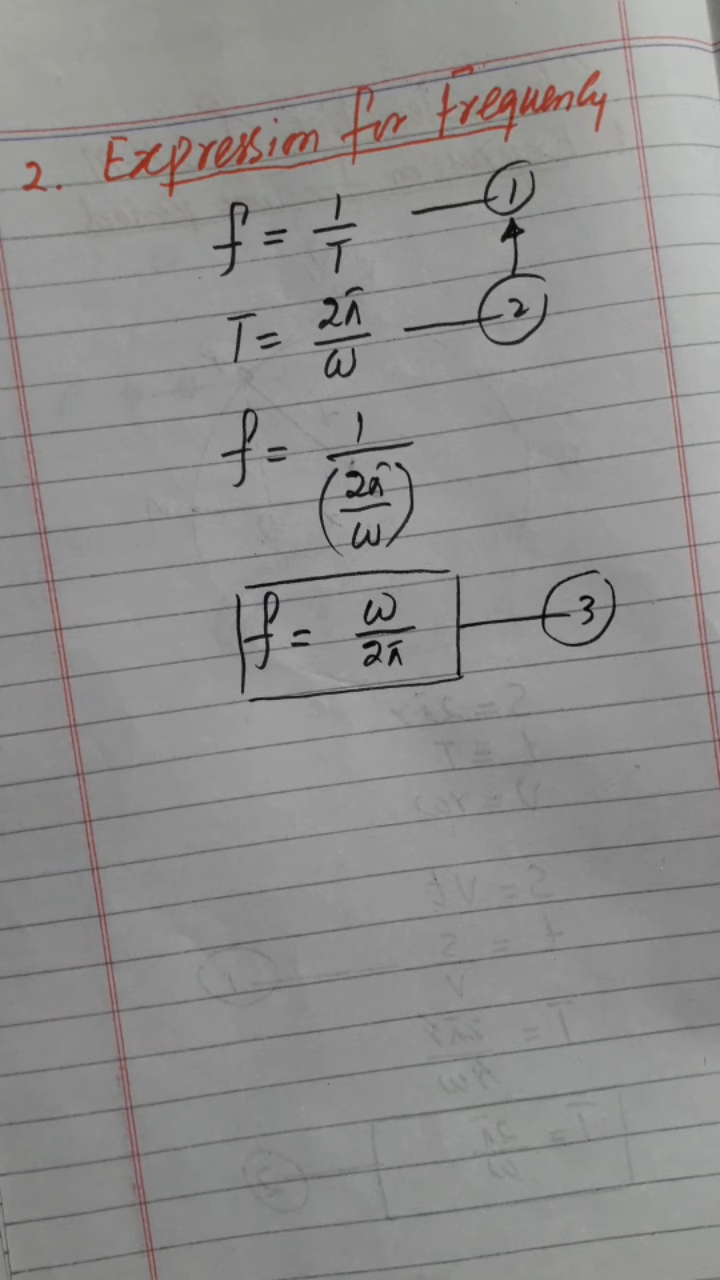 2. Expression for Frequency
f = 1/T — ①
T = 2π/ω — ②
f = 1/(2π/ω)
f = ω/2π — ③